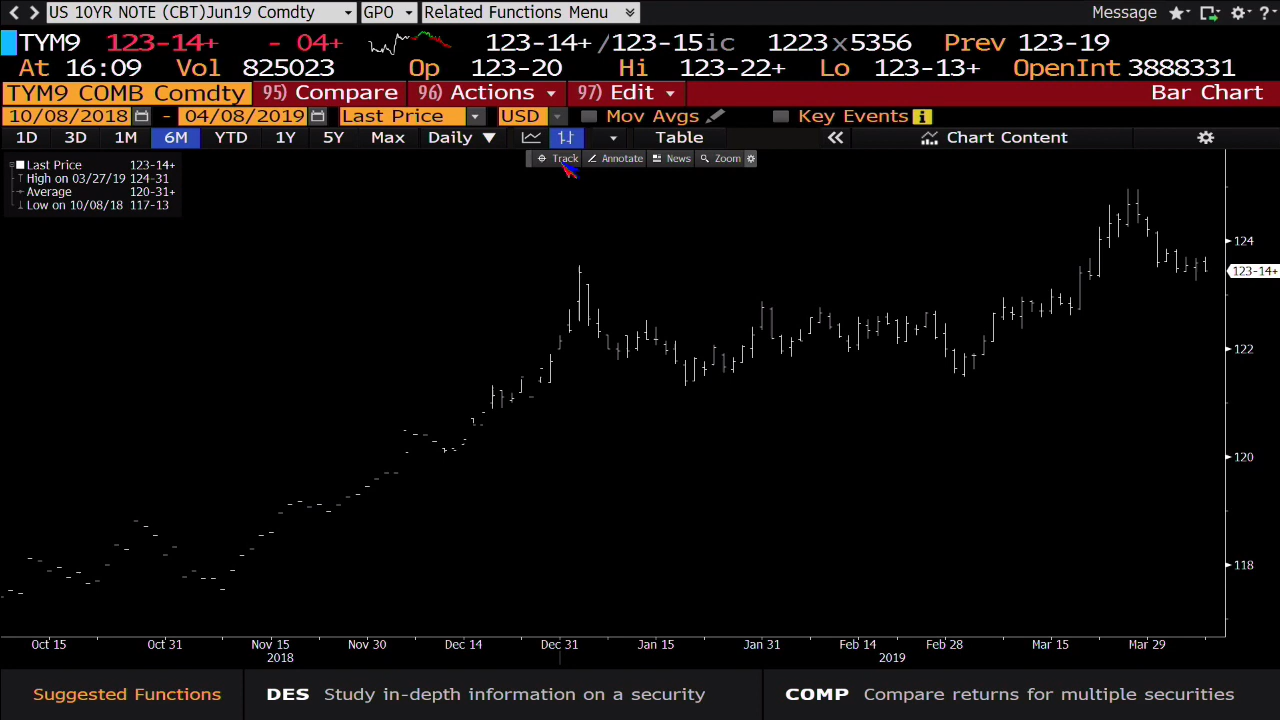 US 10YR NOTE (CBT)Jun19 Comdty GPO Related Functions Menu Message ?
TYM9 123-14+ - 04+ 123-14+/123-15ic 1223x5356 Prev 123-19
At 16:09 Vol 825023 Op 123-20 Hi 123-22+ Lo 123-13+ OpenInt 3888331
TYM9 COMB Comdty 95) Compare 96) Actions 97) Edit Bar Chart
10/08/2018 - 04/08/2019 Last Price USD Mov Avgs Key Events i
1D 3D 1M 6M YTD 1Y 5Y Max Daily Table Chart Content
Track Annotate News Zoom
Last Price 123-14+
High on 03/27/19 124-31
Average 120-31+
Low on 10/08/18 117-13
124
123-14+
122
120
118
Oct 15 Oct 31 Nov 15 Nov 30 Dec 14 Dec 31 Jan 15 Jan 31 Feb 14 Feb 28 Mar 15 Mar 29
2018 2019
Suggested Functions DES Study in-depth information on a security COMP Compare returns for multiple securities